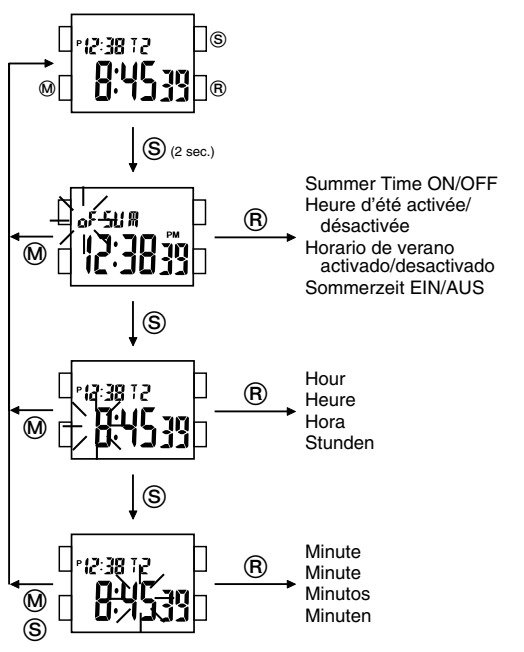 P12:38 T2
Ⓢ
8:45 39
Ⓜ
Ⓡ
Ⓢ (2 sec.)
oF SUM
PM
12:38 39
Ⓜ
Ⓡ
Summer Time ON/OFF
Heure d'été activée/
désactivée
Horario de verano
activado/desactivado
Sommerzeit EIN/AUS
Ⓢ
P12:38 T2
8:45 39
Ⓜ
Ⓡ
Hour
Heure
Hora
Stunden
Ⓢ
P12:38 T2
8:45 39
Ⓜ
Ⓢ
Ⓡ
Minute
Minute
Minutos
Minuten